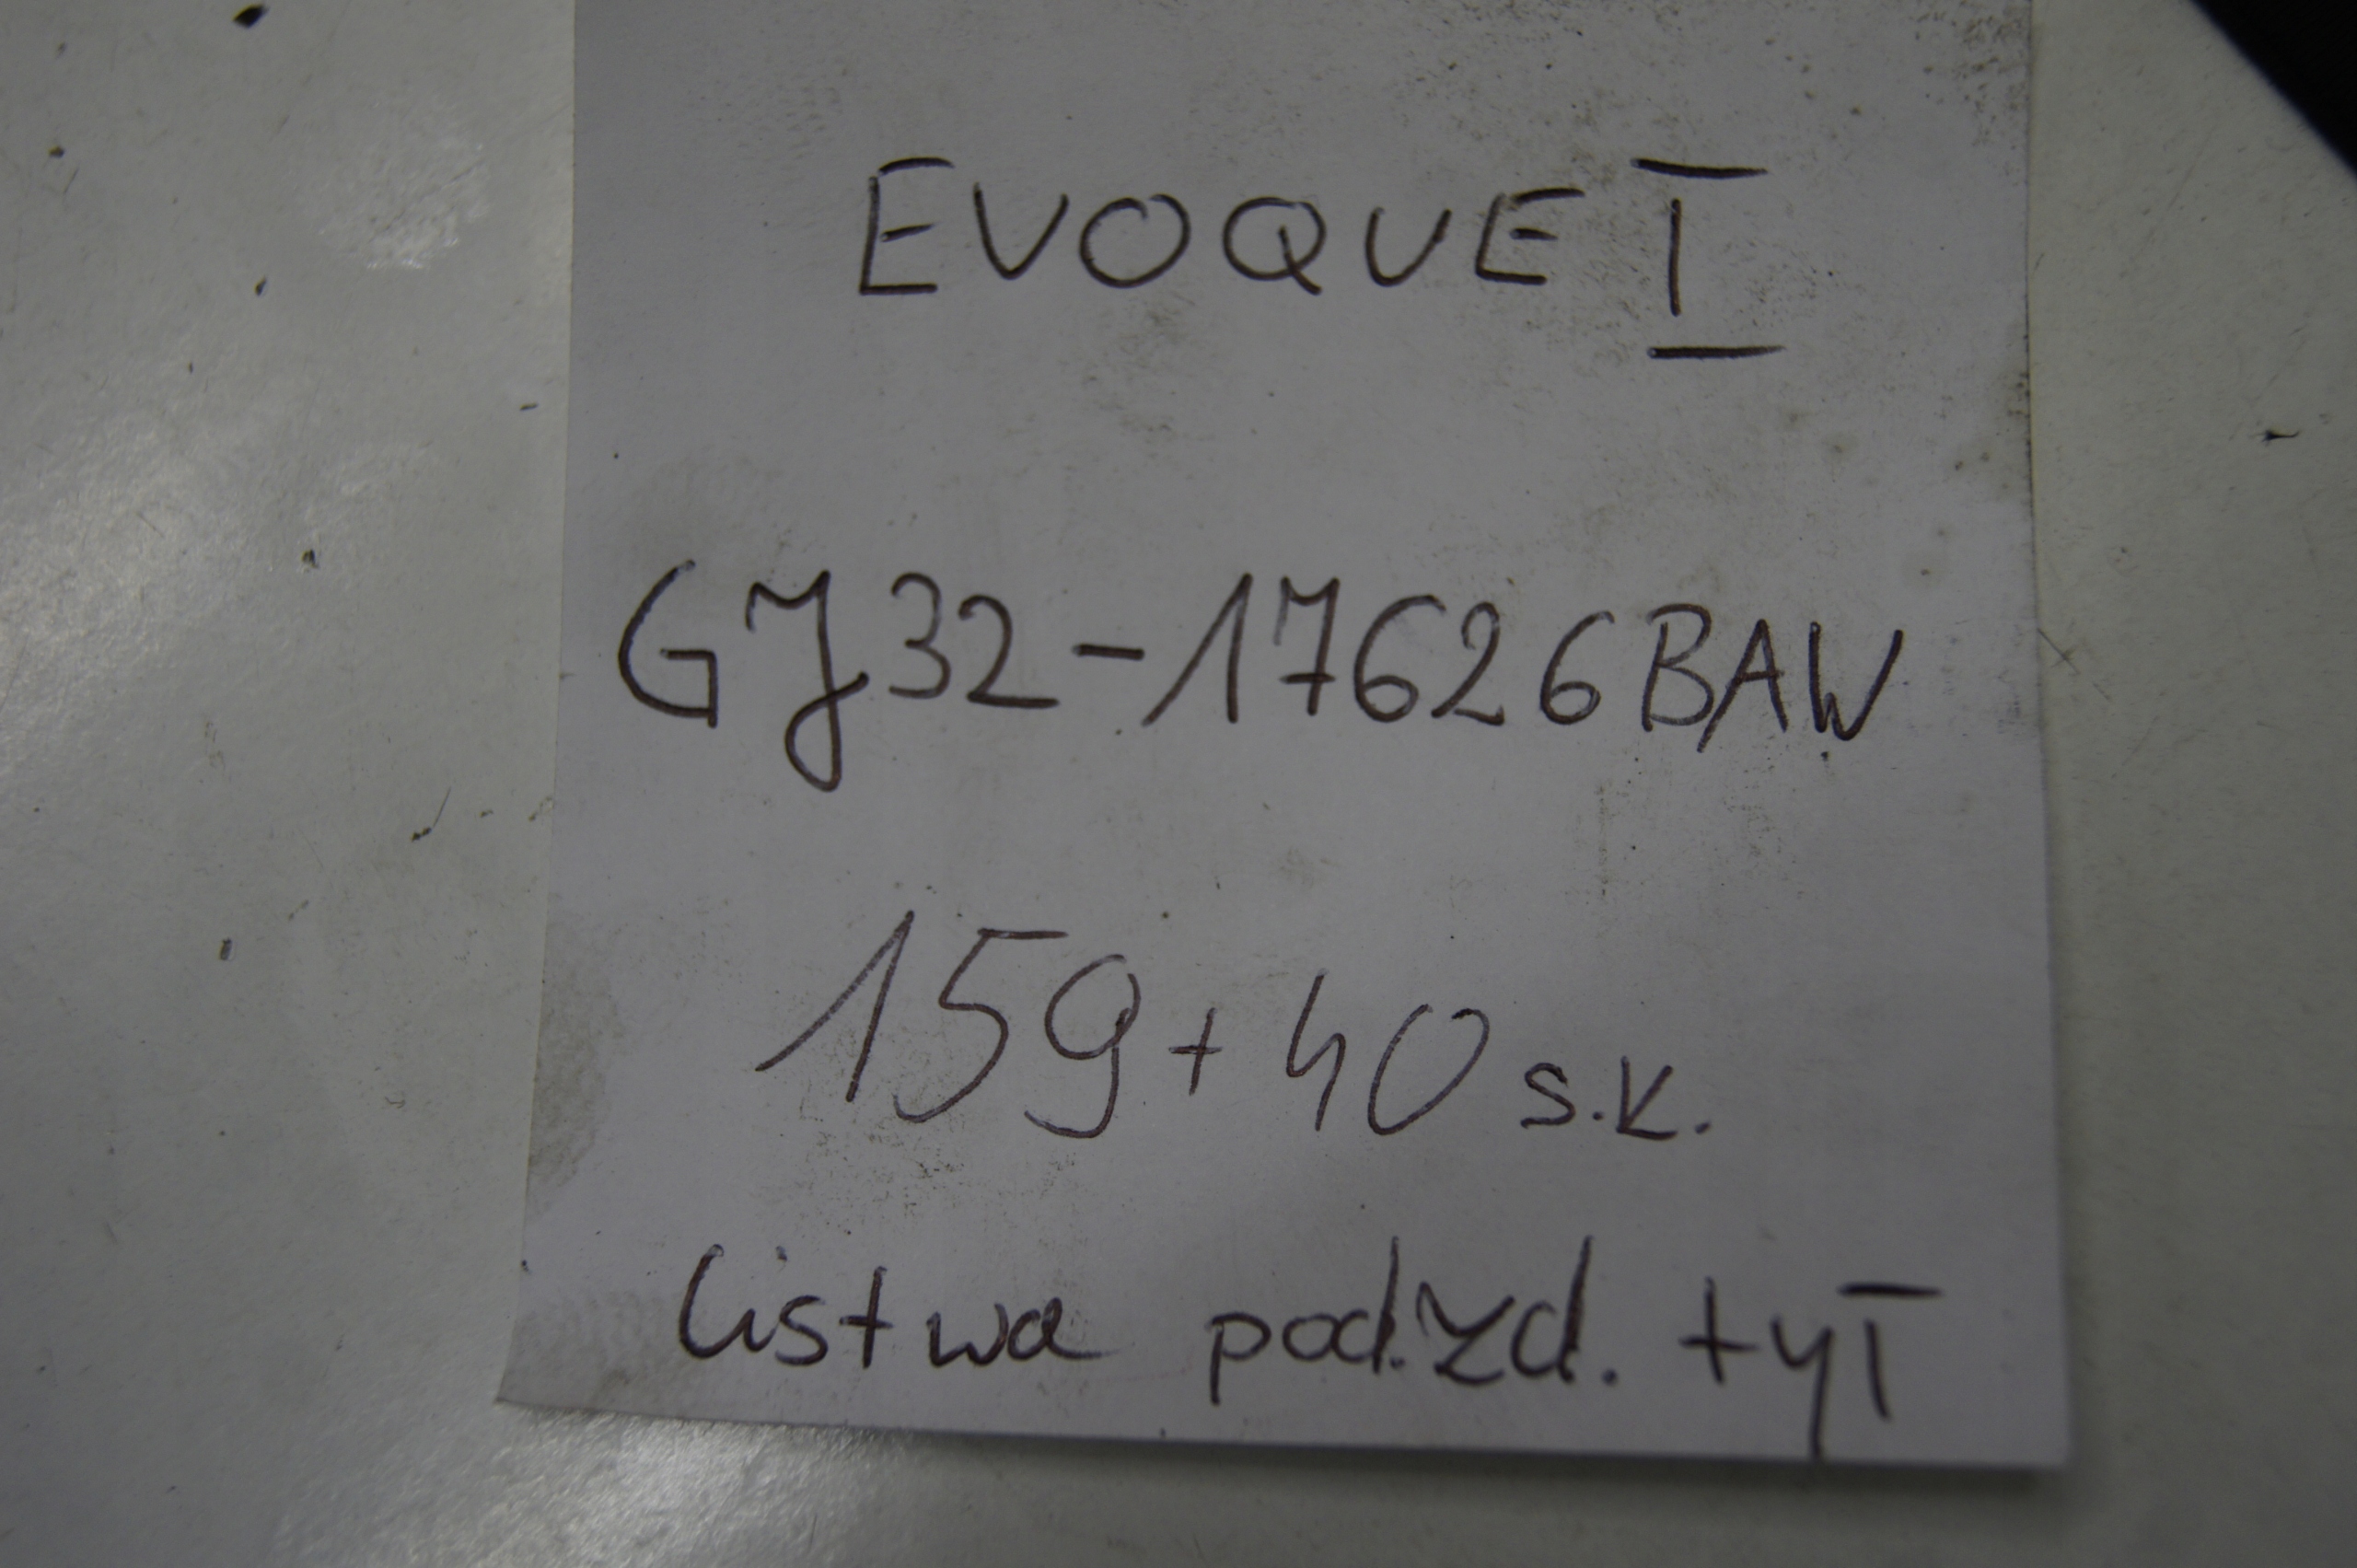 EVOQUE I
GJ32-17626BAW
159+40 s.k.
listwa pod.zd. tył